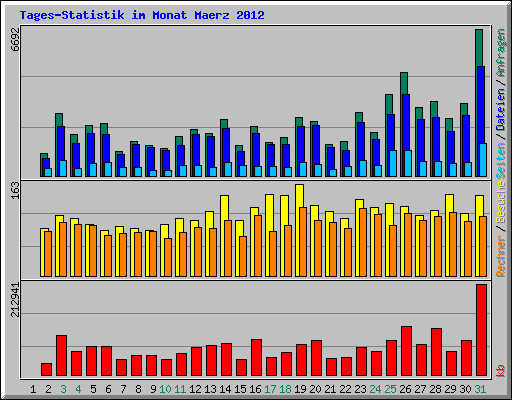 Tages-Statistik im Monat Maerz 2012
6692
163
212941
Rechner / Besuche Seiten / Dateien / Anfragen
kb
1 2 3 4 5 6 7 8 9 10 11 12 13 14 15 16 17 18 19 20 21 22 23 24 25 26 27 28 29 30 31